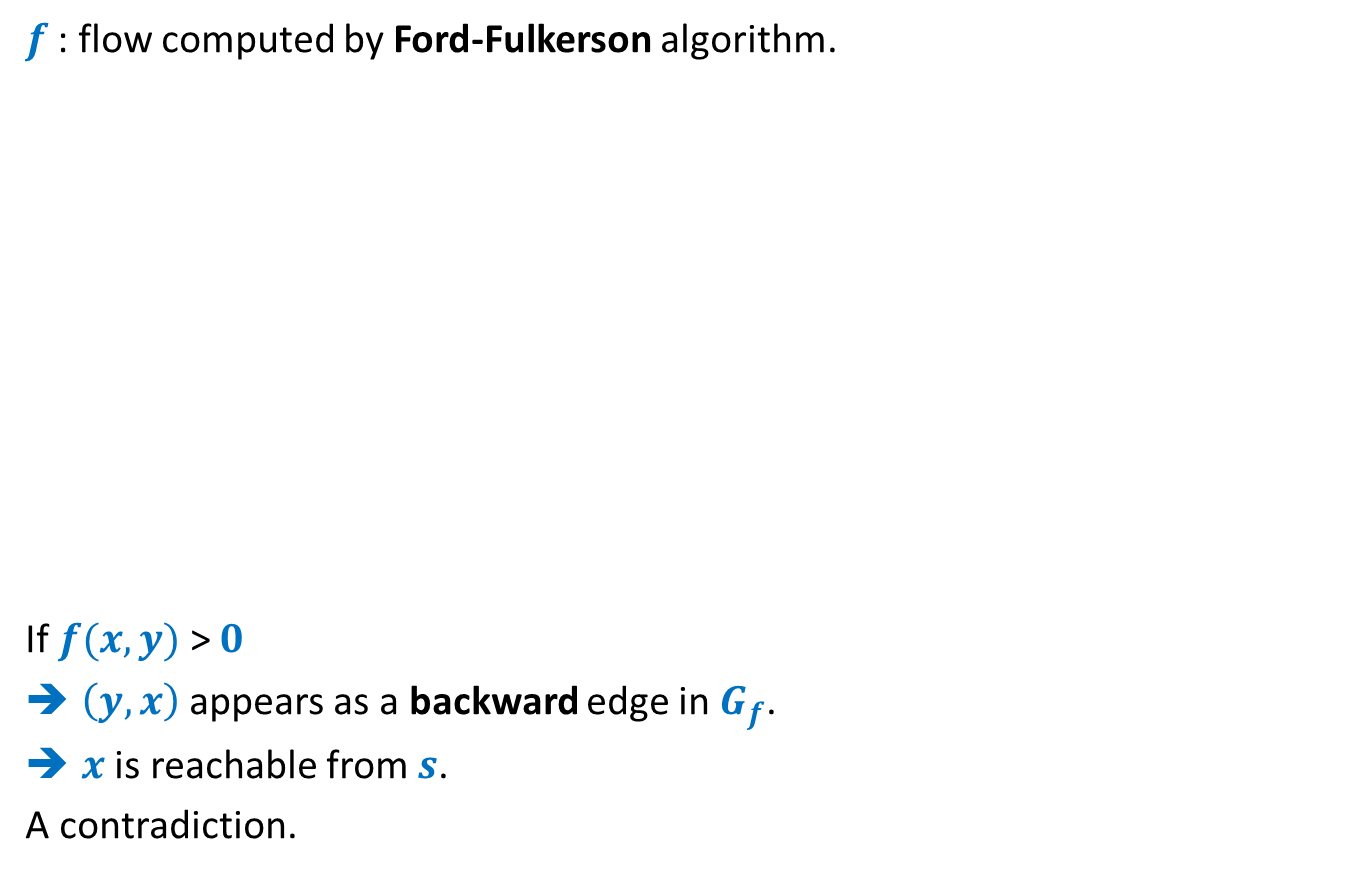 f : flow computed by Ford-Fulkerson algorithm.
If f(x, y) > 0
➔ (y, x) appears as a backward edge in G_f.
➔ x is reachable from s.
A contradiction.